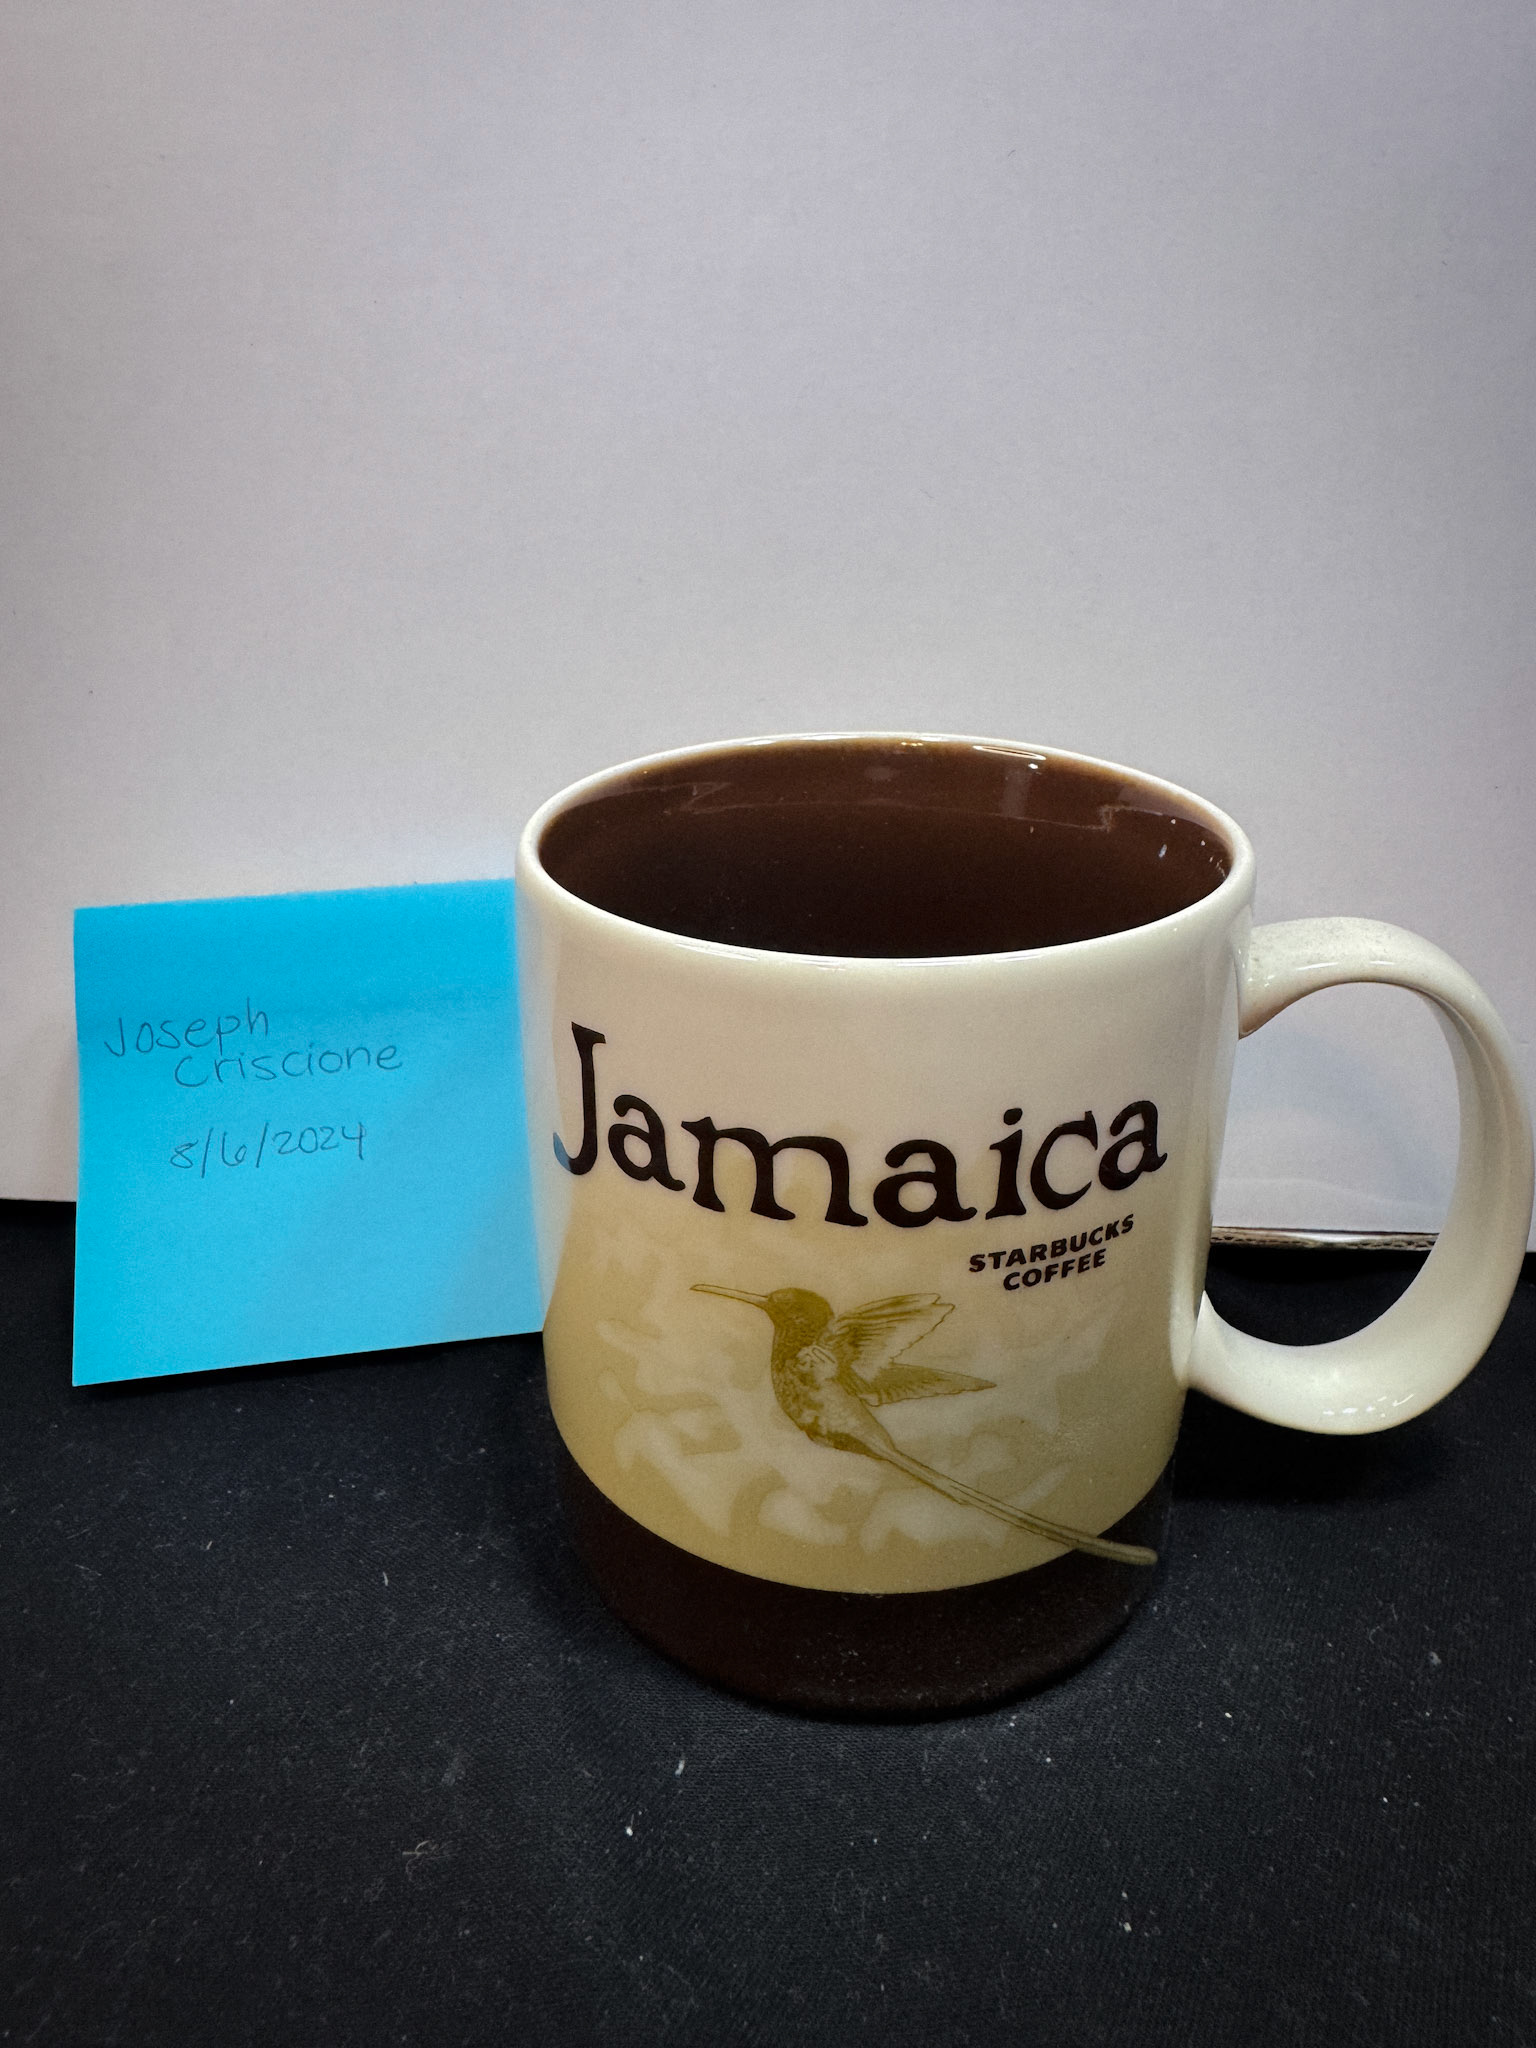 Joseph
Criscione
8/6/2024
Jamaica
STARBUCKS
COFFEE